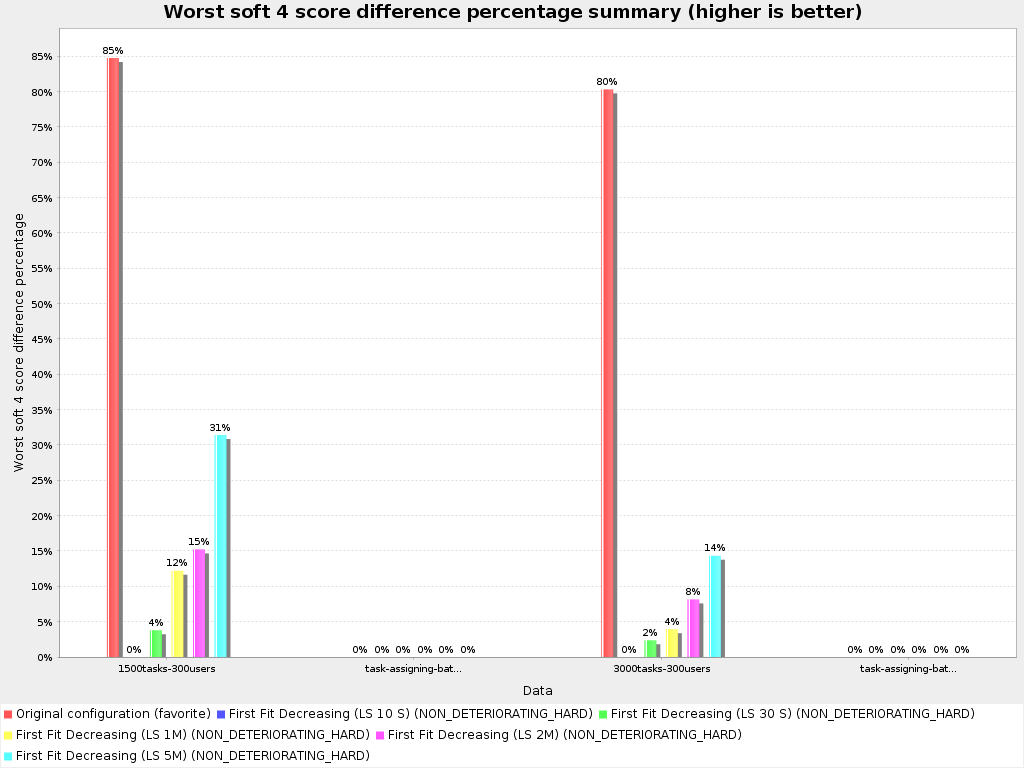 Worst soft 4 score difference percentage summary (higher is better)
Worst soft 4 score difference percentage
85%
80%
75%
70%
65%
60%
55%
50%
45%
40%
35%
30%
25%
20%
15%
10%
5%
0%
85%
0%
4%
12%
15%
31%
0% 0% 0% 0% 0% 0%
80%
0%
2%
4%
8%
14%
0% 0% 0% 0% 0% 0%
1500tasks-300users
task-assigning-bat...
3000tasks-300users
task-assigning-bat...
Data
Original configuration (favorite) First Fit Decreasing (LS 10 S) (NON_DETERIORATING_HARD) First Fit Decreasing (LS 30 S) (NON_DETERIORATING_HARD)
First Fit Decreasing (LS 1M) (NON_DETERIORATING_HARD) First Fit Decreasing (LS 2M) (NON_DETERIORATING_HARD)
First Fit Decreasing (LS 5M) (NON_DETERIORATING_HARD)